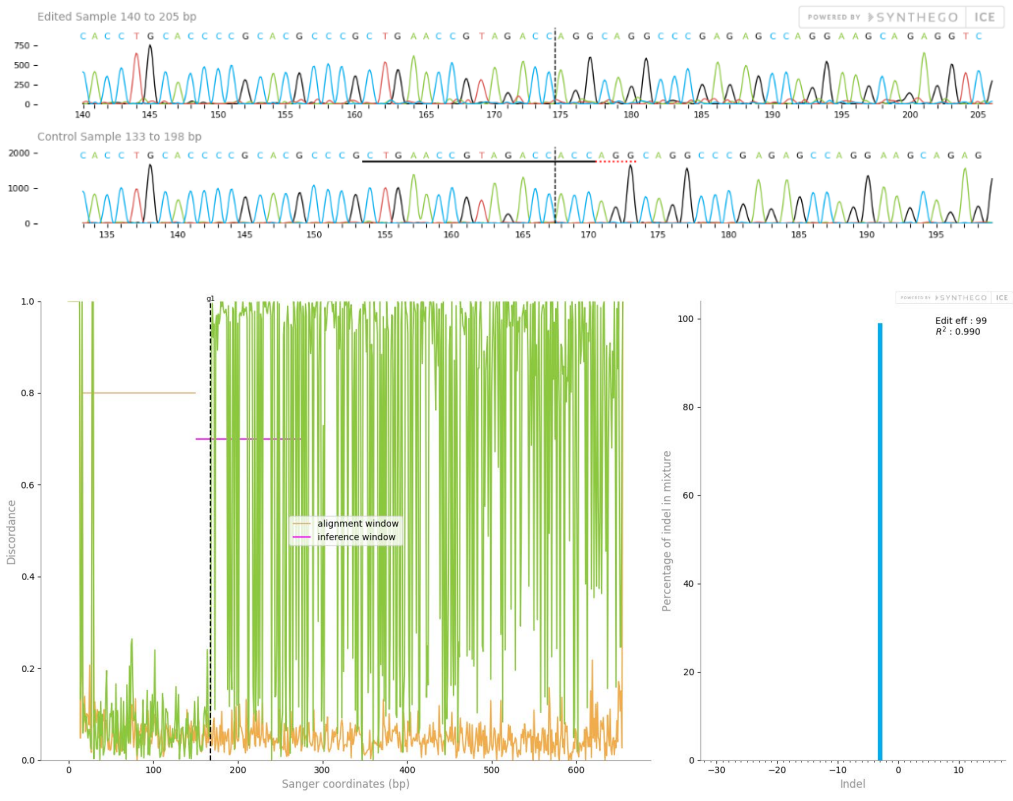 Edited Sample 140 to 205 bp
POWERED BY SYNTHEGO ICE
C A C C T G C A C C C C G C A C G C C C G C T G A A C C G T A G A C C A G G C A G G C C C G A G A G C C A G G A A G C A G A G G T C
750
500
250
0
140 145 150 155 160 165 170 175 180 185 190 195 200 205
Control Sample 133 to 198 bp
C A C C T G C A C C C C G C A C G C C C G C T G A A C C G T A G A C C A C C A G G C A G G C C C G A G A G C C A G G A A G C A G A G
2000
1000
0
135 140 145 150 155 160 165 170 175 180 185 190 195
POWERED BY SYNTHEGO ICE
g1
1.0
0.8
0.6
0.4
0.2
0.0
Discordance
alignment window
inference window
0 100 200 300 400 500 600
Sanger coordinates (bp)
Edit eff : 99
R² : 0.990
100
80
60
40
20
0
Percentage of indel in mixture
−30 −20 −10 0 10
Indel